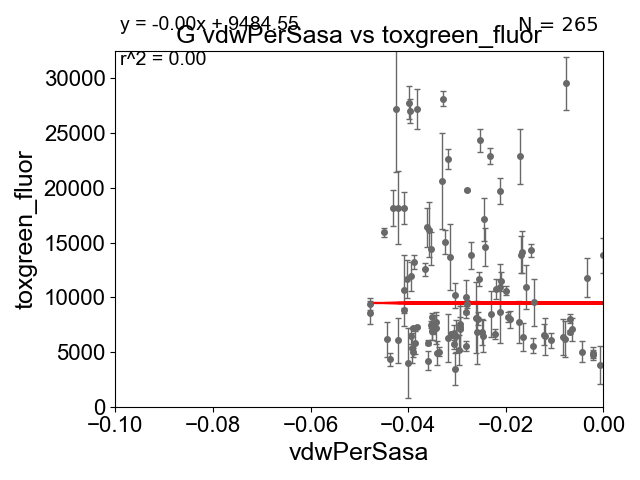 y = -0.00x + 9484.55
N = 265
G vdwPerSasa vs toxgreen_fluor
r^2 = 0.00
toxgreen_fluor
30000
25000
20000
15000
10000
5000
0
−0.10 −0.08 −0.06 −0.04 −0.02 0.00
vdwPerSasa